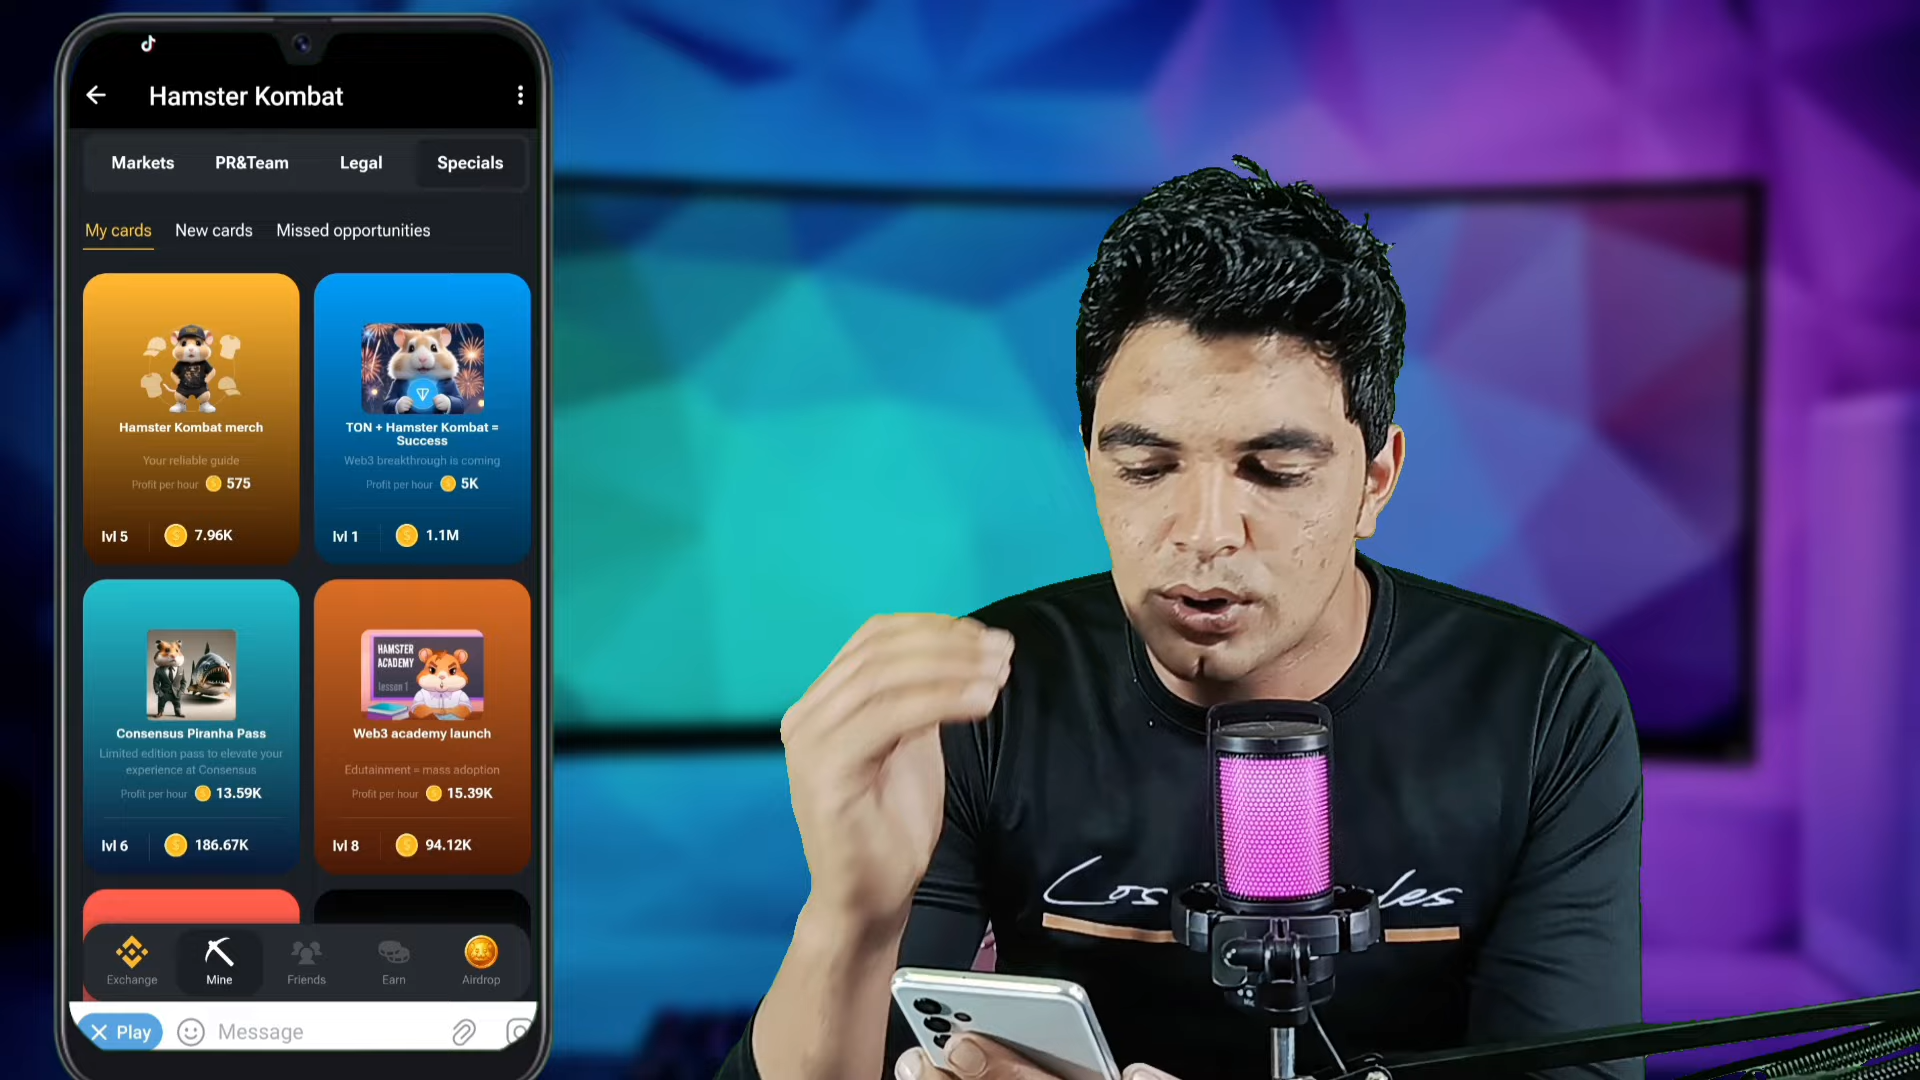 Hamster Kombat
Markets PR&Team Legal Specials
My cards New cards Missed opportunities
Hamster Kombat merch
Your reliable guide
Profit per hour 575
lvl 5 7.96K
TON + Hamster Kombat =
Success
Web3 breakthrough is coming
Profit per hour 5K
lvl 1 1.1M
Consensus Piranha Pass
Limited edition pass to elevate your
experience at Consensus
Profit per hour 13.59K
lvl 6 186.67K
HAMSTER
ACADEMY
lesson 1
Web3 academy launch
Edutainment = mass adoption
Profit per hour 15.39K
lvl 8 94.12K
Exchange Mine Friends Earn Airdrop
Play Message
Los
les